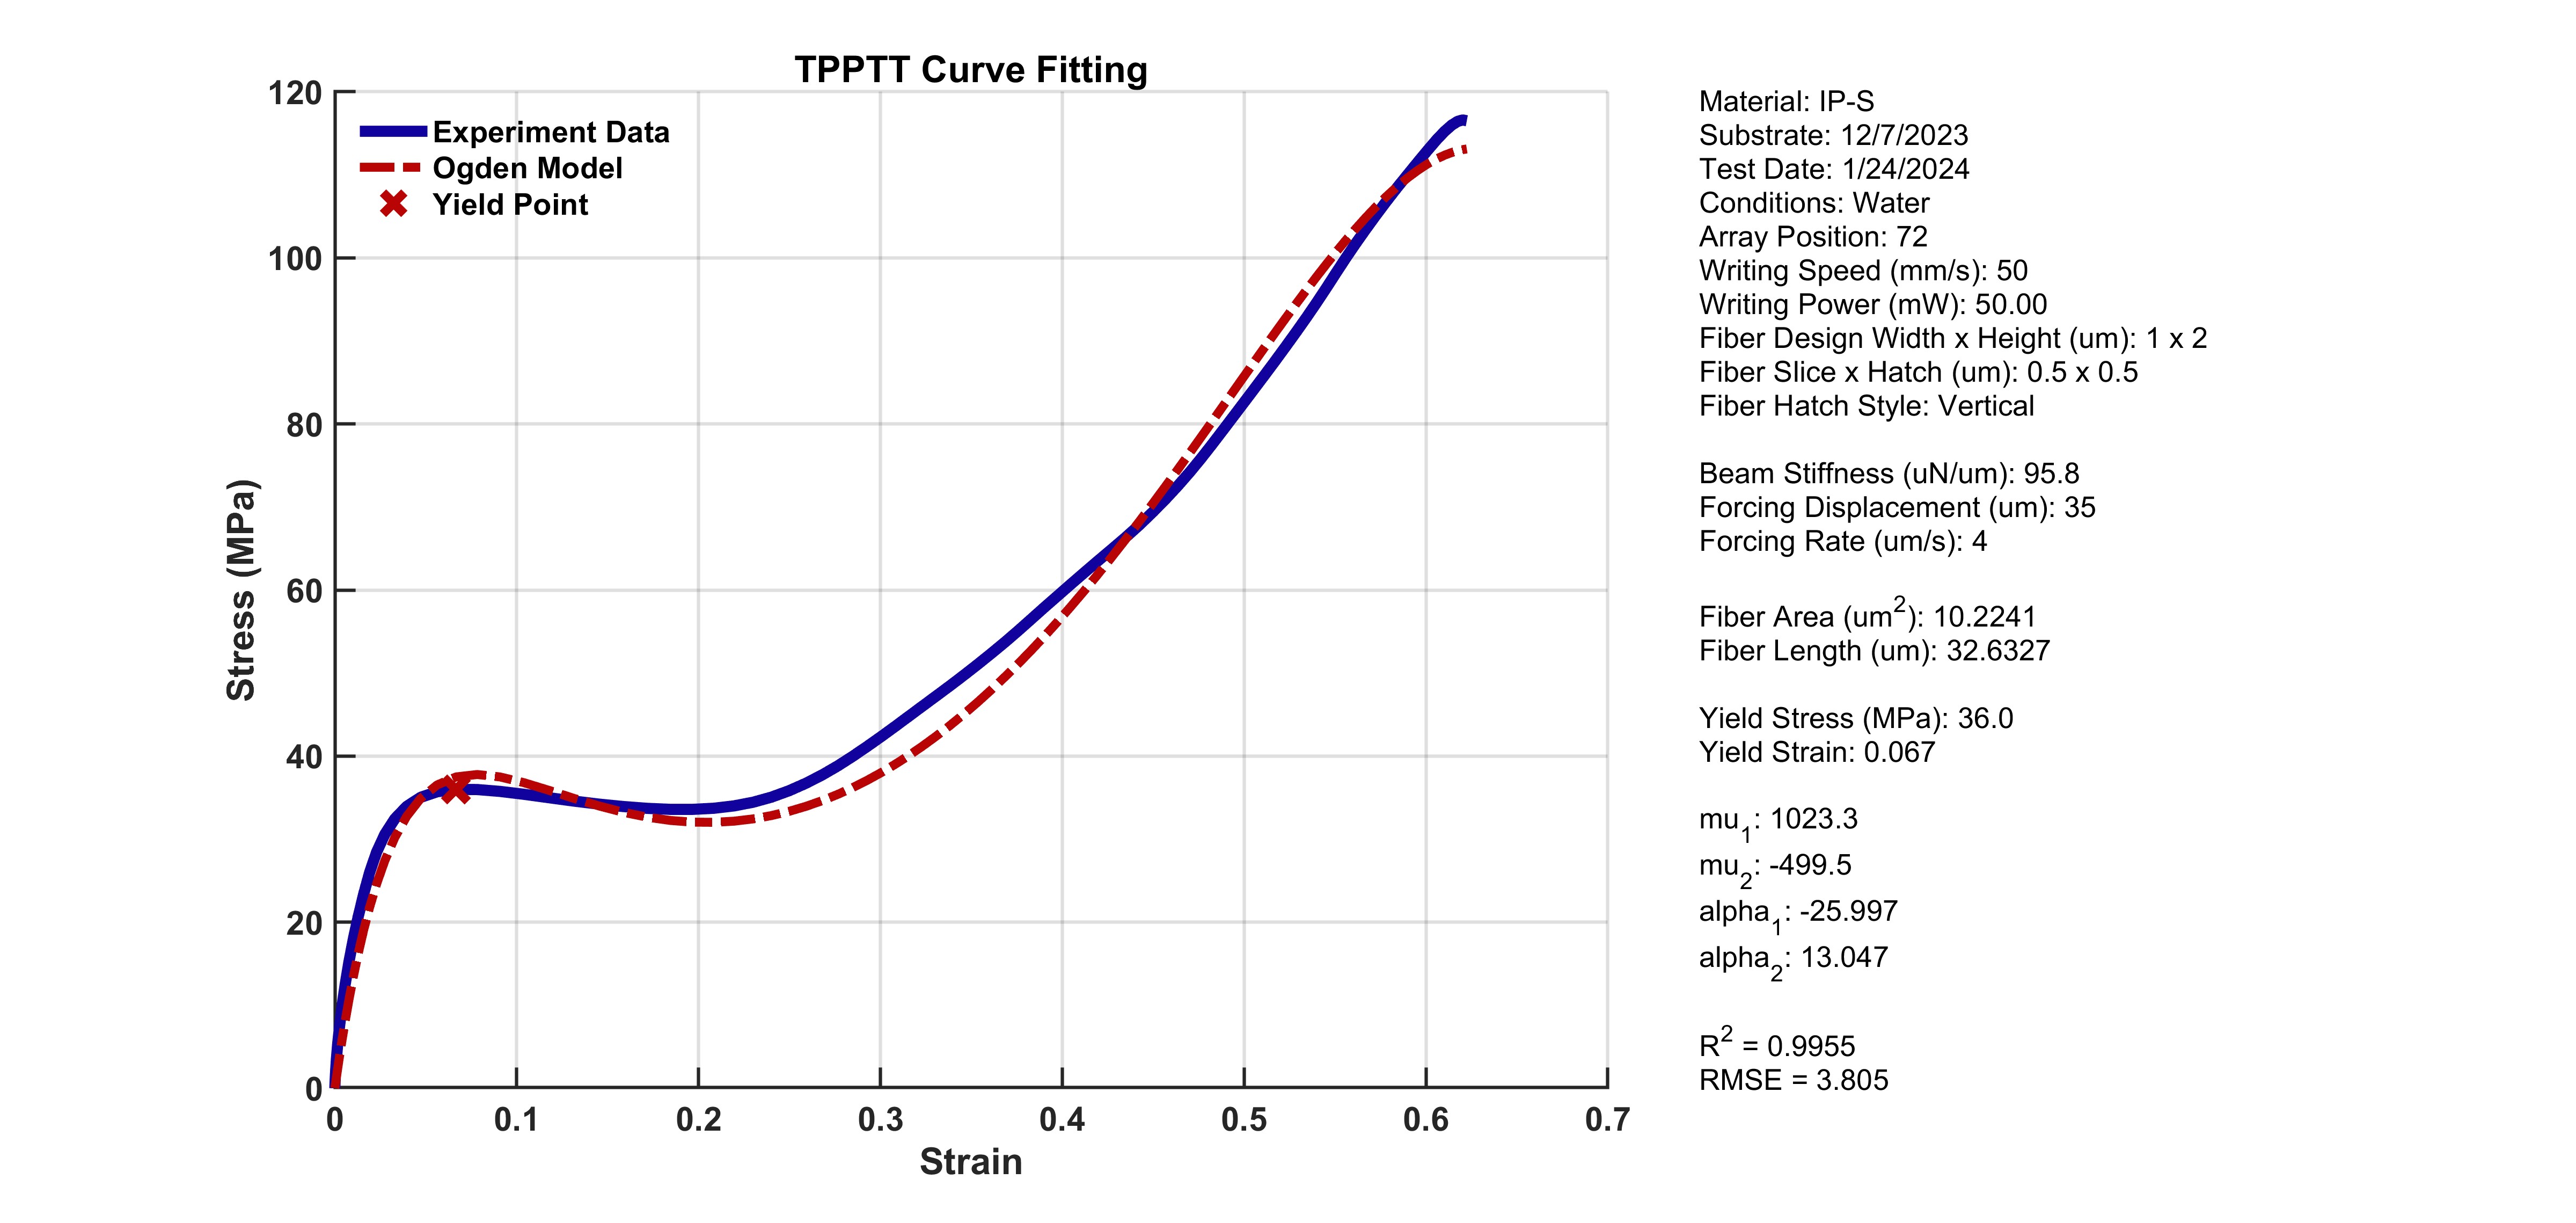 TPPTT Curve Fitting
120
100
80
60
40
20
0
Stress (MPa)
Experiment Data
Ogden Model
Yield Point
0 0.1 0.2 0.3 0.4 0.5 0.6 0.7
Strain
Material: IP-S
Substrate: 12/7/2023
Test Date: 1/24/2024
Conditions: Water
Array Position: 72
Writing Speed (mm/s): 50
Writing Power (mW): 50.00
Fiber Design Width x Height (um): 1 x 2
Fiber Slice x Hatch (um): 0.5 x 0.5
Fiber Hatch Style: Vertical
Beam Stiffness (uN/um): 95.8
Forcing Displacement (um): 35
Forcing Rate (um/s): 4
Fiber Area (um²): 10.2241
Fiber Length (um): 32.6327
Yield Stress (MPa): 36.0
Yield Strain: 0.067
mu₁: 1023.3
mu₂: -499.5
alpha₁: -25.997
alpha₂: 13.047
R² = 0.9955
RMSE = 3.805